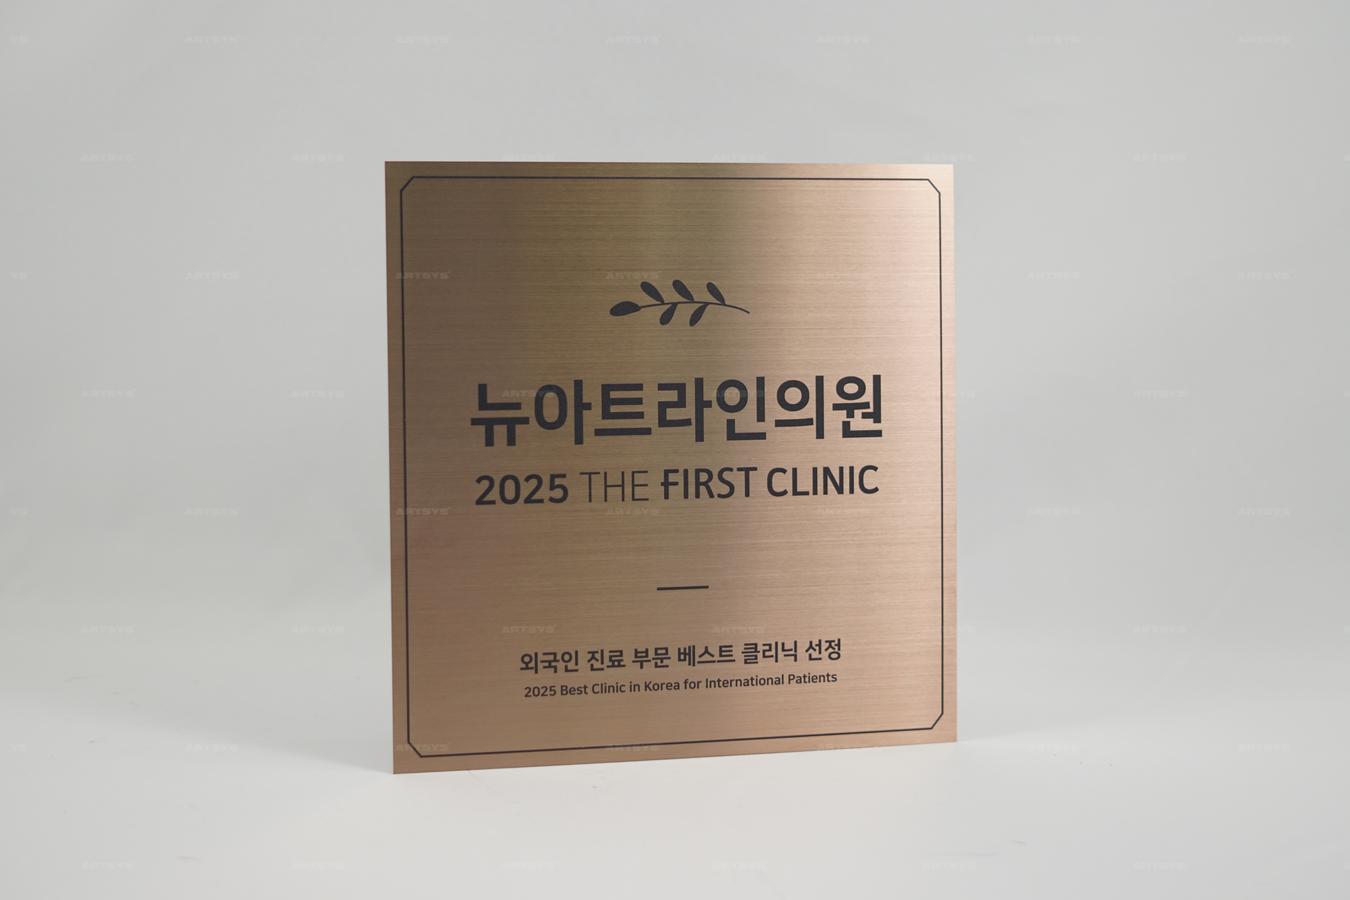 뉴아트라인의원
2025 THE FIRST CLINIC
외국인 진료 부문 베스트 클리닉 선정
2025 Best Clinic in Korea for International Patients
ARTSYS